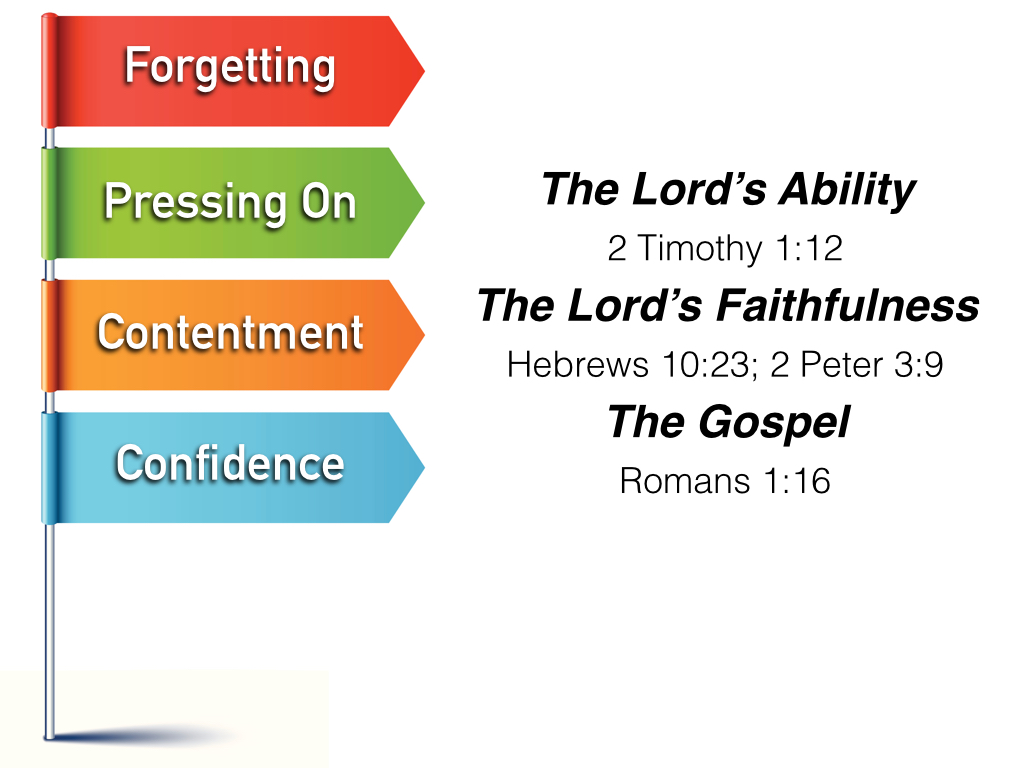 Forgetting
Pressing On
Contentment
Confidence
The Lord’s Ability
2 Timothy 1:12
The Lord’s Faithfulness
Hebrews 10:23; 2 Peter 3:9
The Gospel
Romans 1:16